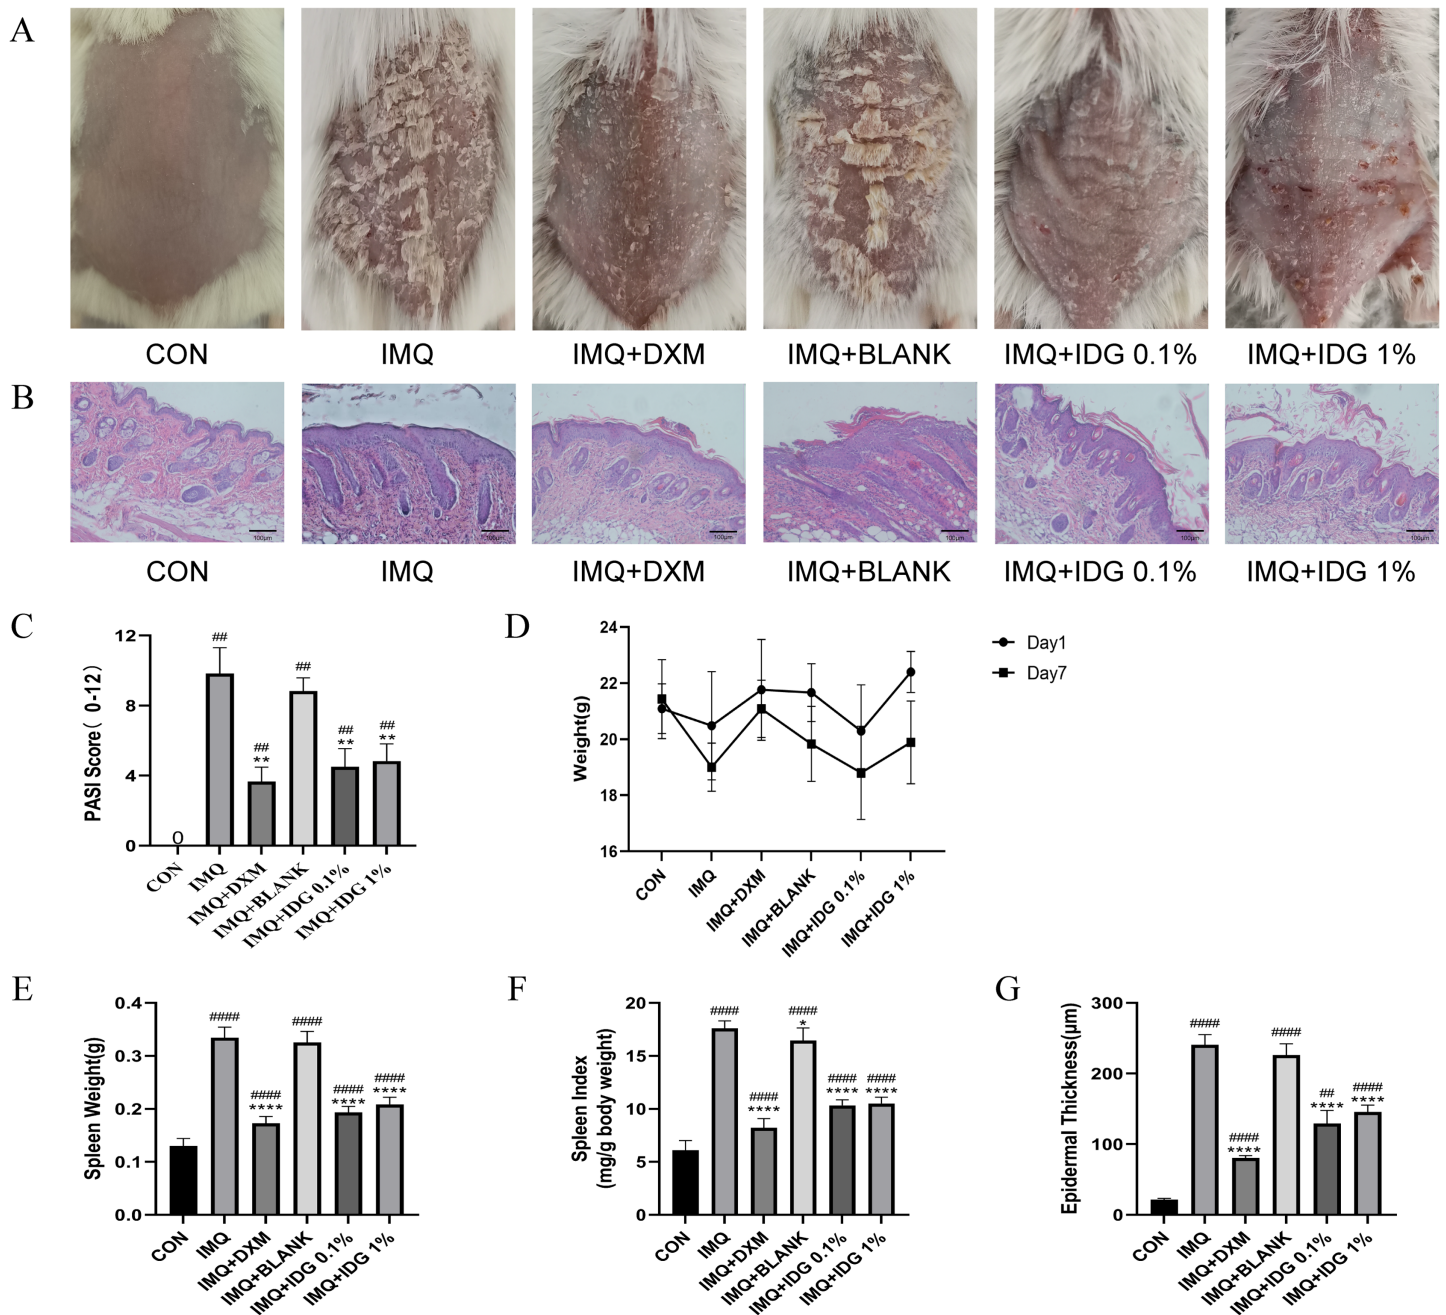 A
CON
IMQ
IMQ+DXM
IMQ+BLANK
IMQ+IDG 0.1%
IMQ+IDG 1%
B
100μm
100μm
100μm
100μm
100μm
100μm
CON
IMQ
IMQ+DXM
IMQ+BLANK
IMQ+IDG 0.1%
IMQ+IDG 1%
C
PASI Score( 0-12)
12
8
4
0
0
##
##
**
##
##
**
##
**
CON
IMQ
IMQ+DXM
IMQ+BLANK
IMQ+IDG 0.1%
IMQ+IDG 1%
D
Weight(g)
24
22
20
18
16
CON
IMQ
IMQ+DXM
IMQ+BLANK
IMQ+IDG 0.1%
IMQ+IDG 1%
Day1
Day7
E
Spleen Weight(g)
0.4
0.3
0.2
0.1
0.0
####
####
****
####
####
****
####
****
CON
IMQ
IMQ+DXM
IMQ+BLANK
IMQ+IDG 0.1%
IMQ+IDG 1%
F
Spleen Index
(mg/g body weight)
20
15
10
5
0
####
####
****
####
*
####
****
####
****
CON
IMQ
IMQ+DXM
IMQ+BLANK
IMQ+IDG 0.1%
IMQ+IDG 1%
G
Epidermal Thickness(μm)
300
200
100
0
####
####
****
####
##
****
####
****
CON
IMQ
IMQ+DXM
IMQ+BLANK
IMQ+IDG 0.1%
IMQ+IDG 1%